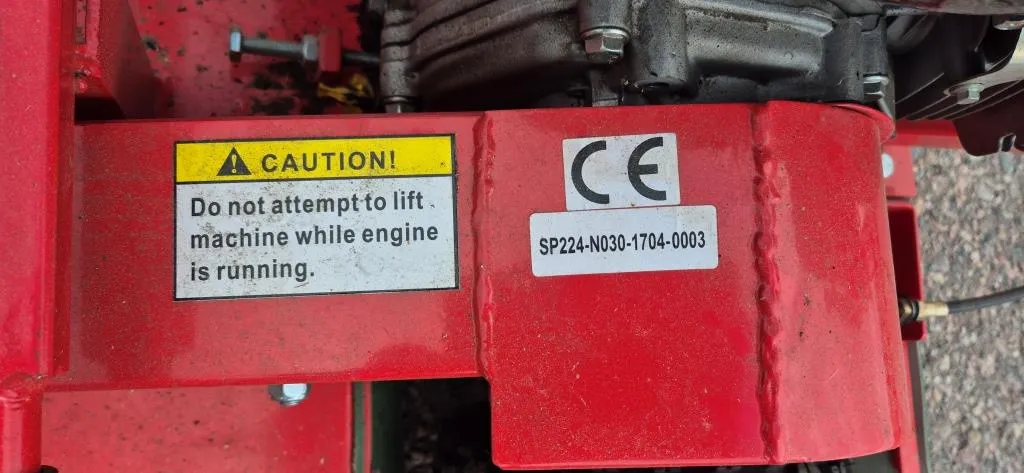 CAUTION!
Do not attempt to lift
machine while engine
is running.
CE
SP224-N030-1704-0003